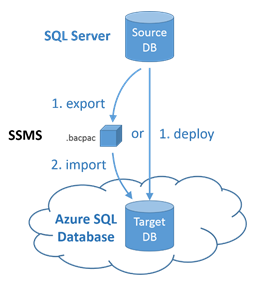 SQL Server
Source
DB
1. export
SSMS
.bacpac
or
1. deploy
2. import
Azure SQL
Database
Target
DB